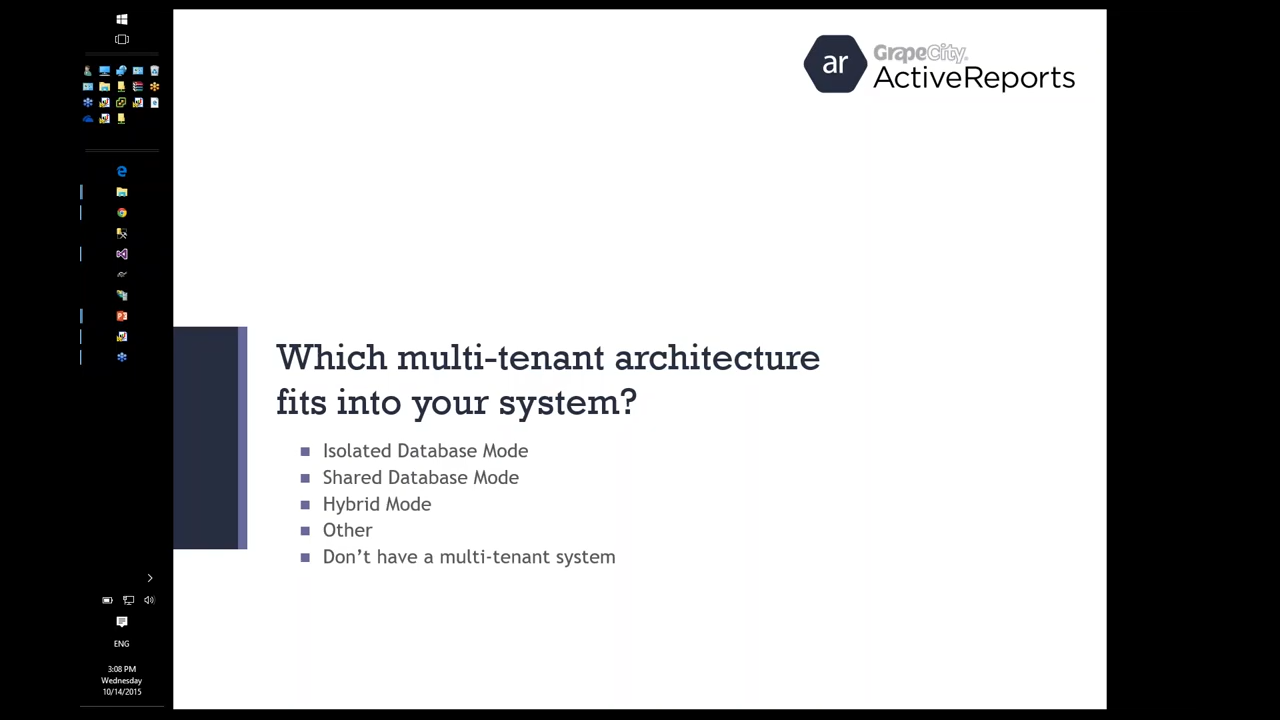 ar
GrapeCity
ActiveReports
Which multi-tenant architecture
fits into your system?
Isolated Database Mode
Shared Database Mode
Hybrid Mode
Other
Don't have a multi-tenant system
ENG
3:08 PM
Wednesday
10/14/2015